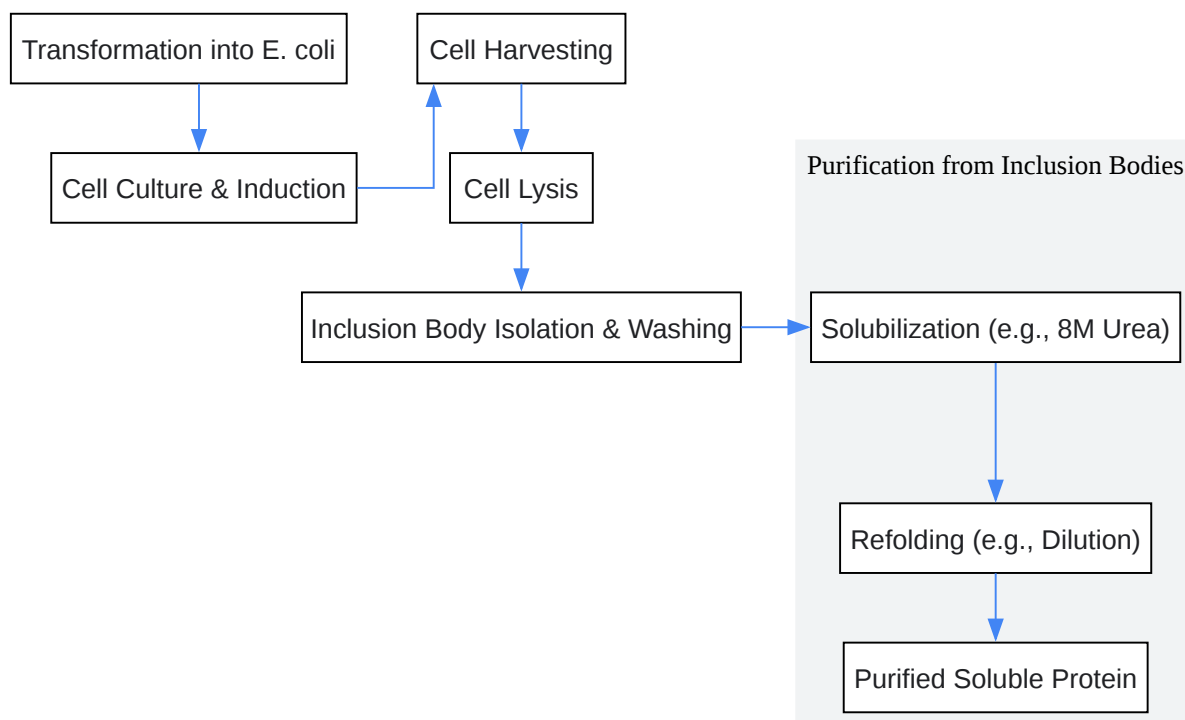 Transformation into E. coli
Cell Culture & Induction
Cell Harvesting
Cell Lysis
Inclusion Body Isolation & Washing
Purification from Inclusion Bodies
Solubilization (e.g., 8M Urea)
Refolding (e.g., Dilution)
Purified Soluble Protein